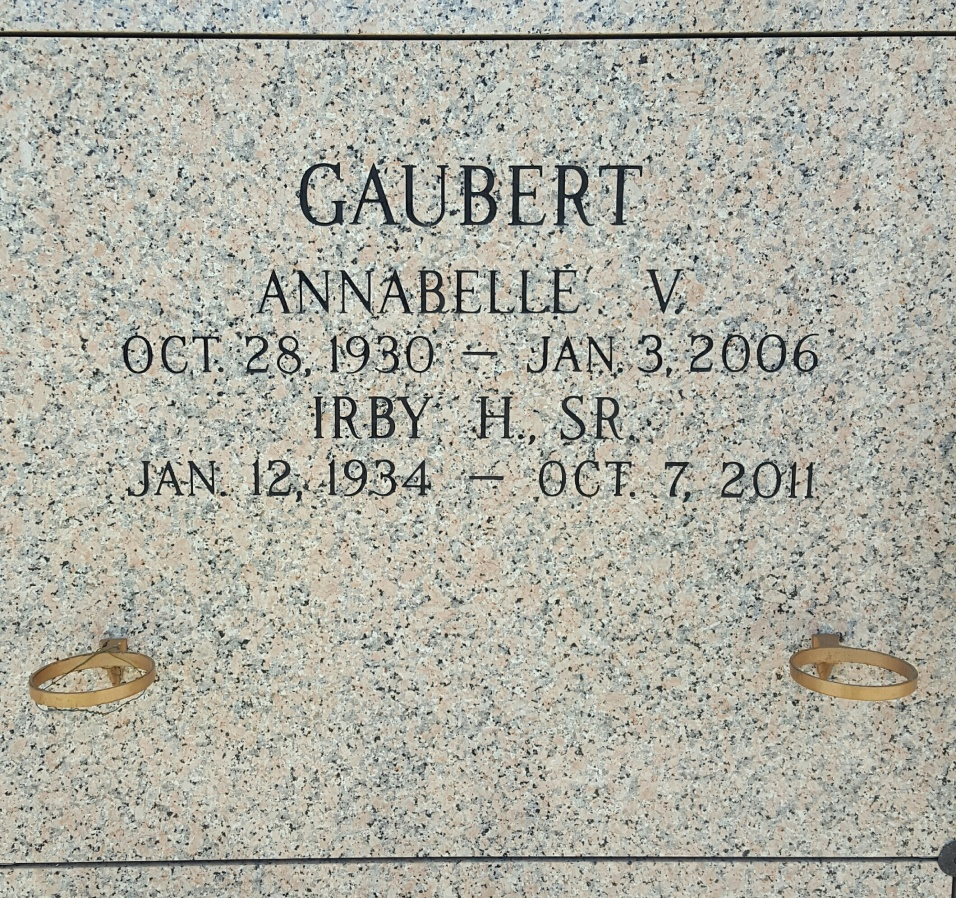 GAUBERT
ANNABELLE V.
OCT. 28, 1930 — JAN. 3, 2006
IRBY H., SR.
JAN. 12, 1934 — OCT. 7, 2011